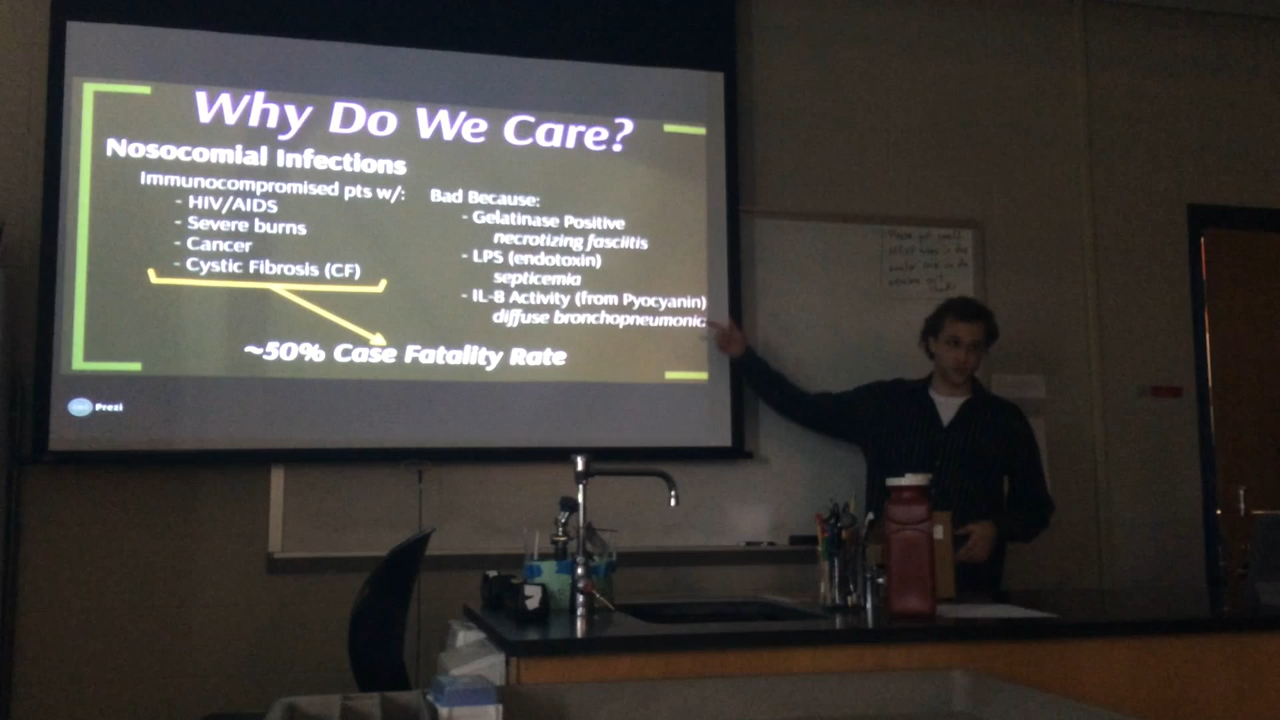 Why Do We Care?
Nosocomial Infections
Immunocompromised pts w/:
- HIV/AIDS
- Severe burns
- Cancer
- Cystic Fibrosis (CF)
Bad Because:
- Gelatinase Positive
necrotizing fasciitis
- LPS (endotoxin)
septicemia
- IL-8 Activity (from Pyocyanin)
diffuse bronchopneumonic
~50% Case Fatality Rate
Prezi